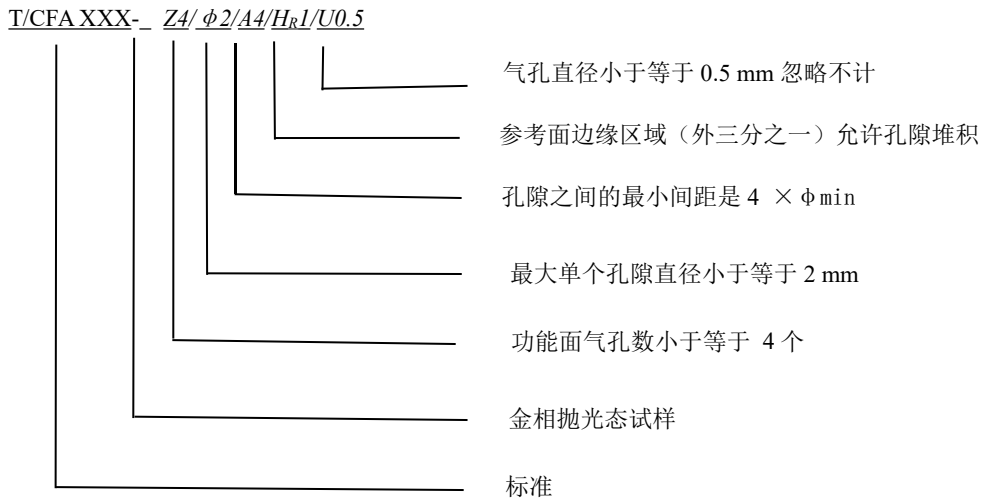 T/CFA XXX-_ Z4/φ2/A4/HR1/U0.5
气孔直径小于等于 0.5 mm 忽略不计
参考面边缘区域（外三分之一）允许孔隙堆积
孔隙之间的最小间距是 4 ×φmin
最大单个孔隙直径小于等于 2 mm
功能面气孔数小于等于 4 个
金相抛光态试样
标准